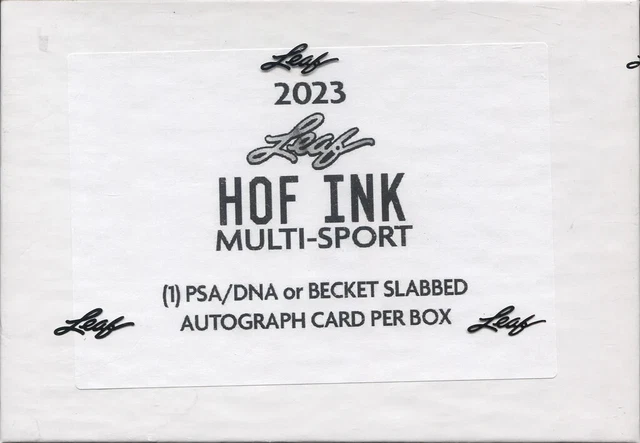 Leaf
2023
Leaf
HOF INK
MULTI-SPORT
(1) PSA/DNA or BECKET SLABBED
AUTOGRAPH CARD PER BOX
Leaf
Leaf